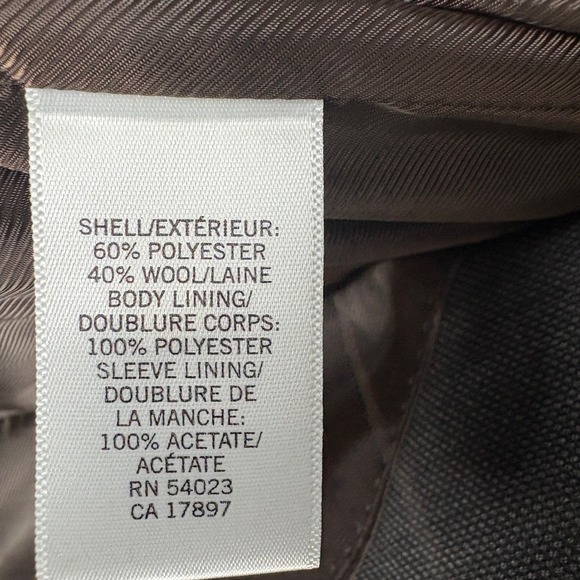 SHELL/EXTÉRIEUR:
60% POLYESTER
40% WOOL/LAINE
BODY LINING/
DOUBLURE CORPS:
100% POLYESTER
SLEEVE LINING/
DOUBLURE DE
LA MANCHE:
100% ACETATE/
ACÉTATE
RN 54023
CA 17897